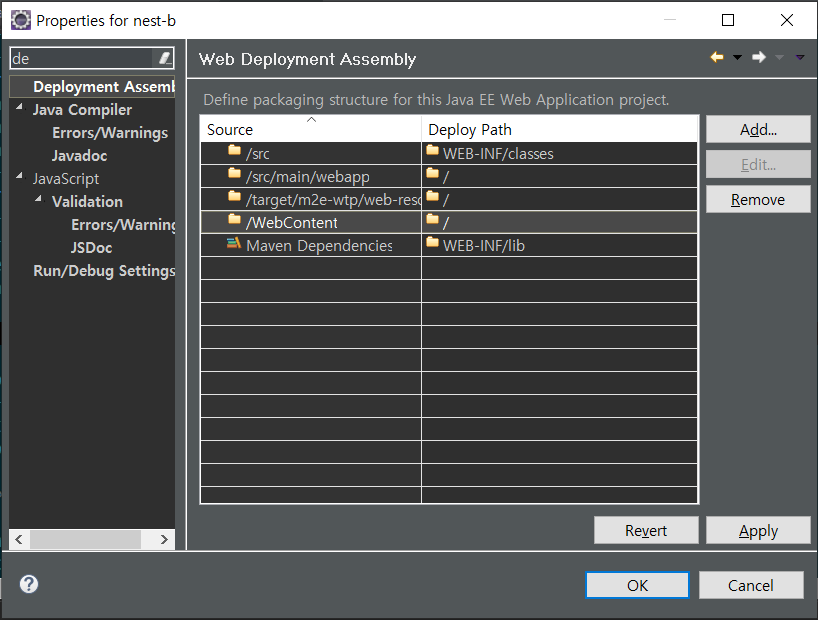 Properties for nest-b
de
Web Deployment Assembly
Deployment Assemb
Java Compiler
Errors/Warnings
Javadoc
JavaScript
Validation
Errors/Warning
JSDoc
Run/Debug Settings
Define packaging structure for this Java EE Web Application project.
Source Deploy Path
/src WEB-INF/classes
/src/main/webapp /
/target/m2e-wtp/web-reso /
/WebContent /
Maven Dependencies WEB-INF/lib
Add...
Edit...
Remove
Revert Apply
? OK Cancel